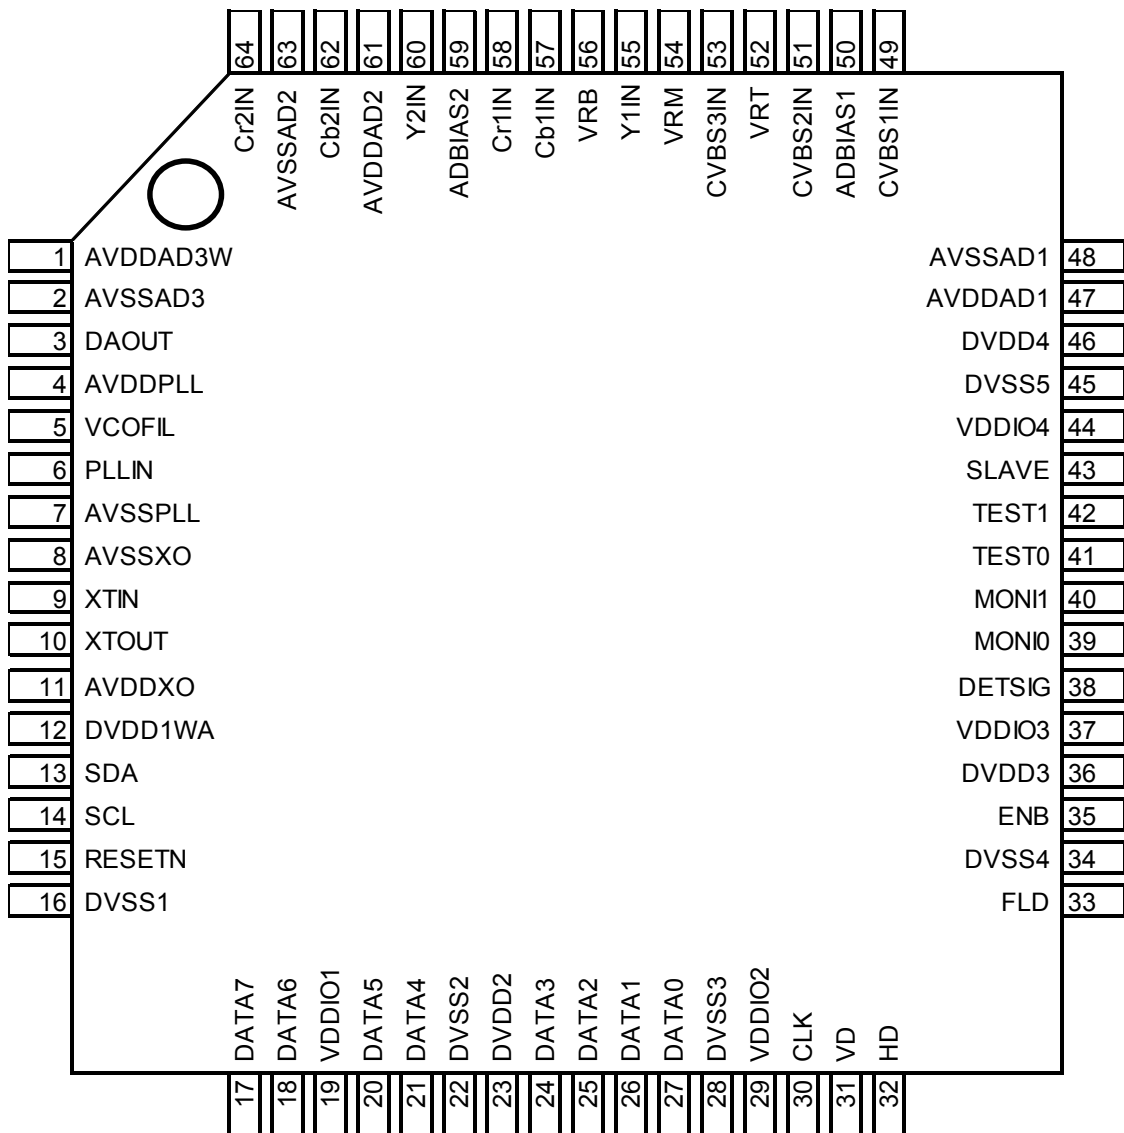 64 63 62 61 60 59 58 57 56 55 54 53 52 51 50 49
Cr2IN AVSSAD2 Cb2IN AVDDAD2 Y2IN ADBIAS2 Cr1IN Cb1IN VRB Y1IN VRM CVBS3IN VRT CVBS2IN ADBIAS1 CVBS1IN
1 AVDDAD3W AVSSAD1 48
2 AVSSAD3 AVDDAD1 47
3 DAOUT DVDD4 46
4 AVDDPLL DVSS5 45
5 VCOFIL VDDIO4 44
6 PLLIN SLAVE 43
7 AVSSPLL TEST1 42
8 AVSSXO TEST0 41
9 XTIN MONI1 40
10 XTOUT MONI0 39
11 AVDDXO DETSIG 38
12 DVDD1WA VDDIO3 37
13 SDA DVDD3 36
14 SCL ENB 35
15 RESETN DVSS4 34
16 DVSS1 FLD 33
DATA7 DATA6 VDDIO1 DATA5 DATA4 DVSS2 DVDD2 DATA3 DATA2 DATA1 DATA0 DVSS3 VDDIO2 CLK VD HD
17 18 19 20 21 22 23 24 25 26 27 28 29 30 31 32